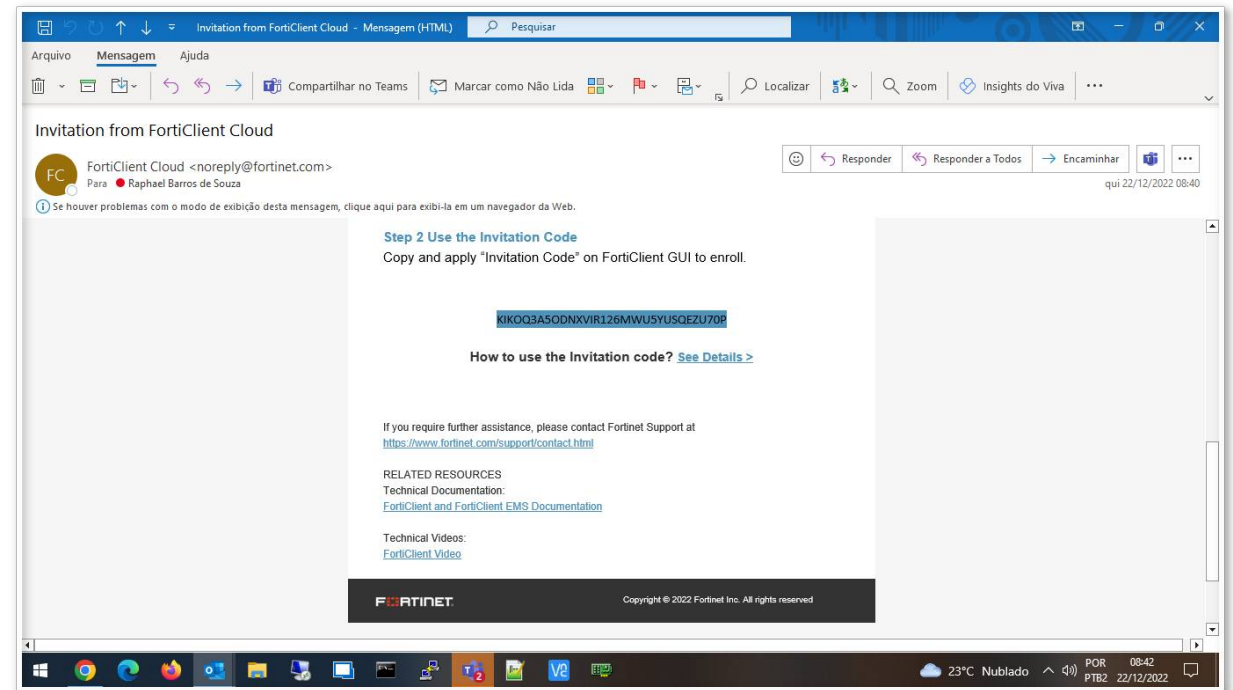 Invitation from FortiClient Cloud - Mensagem (HTML)
Pesquisar
Arquivo Mensagem Ajuda
Compartilhar no Teams Marcar como Não Lida Localizar Zoom Insights do Viva
Invitation from FortiClient Cloud
FC
FortiClient Cloud <noreply@fortinet.com>
Para Raphael Barros de Souza
Responder Responder a Todos Encaminhar
qui 22/12/2022 08:40
Se houver problemas com o modo de exibição desta mensagem, clique aqui para exibi-la em um navegador da Web.
Step 2 Use the Invitation Code
Copy and apply “Invitation Code” on FortiClient GUI to enroll.
KIKOQ3A5ODNXVIR126MWU5YUSQEZU70P
How to use the Invitation code? See Details >
If you require further assistance, please contact Fortinet Support at
https://www.fortinet.com/support/contact.html
RELATED RESOURCES
Technical Documentation:
FortiClient and FortiClient EMS Documentation
Technical Videos:
FortiClient Video
FORTINET
Copyright © 2022 Fortinet Inc. All rights reserved
23°C Nublado
POR
PTB2
08:42
22/12/2022